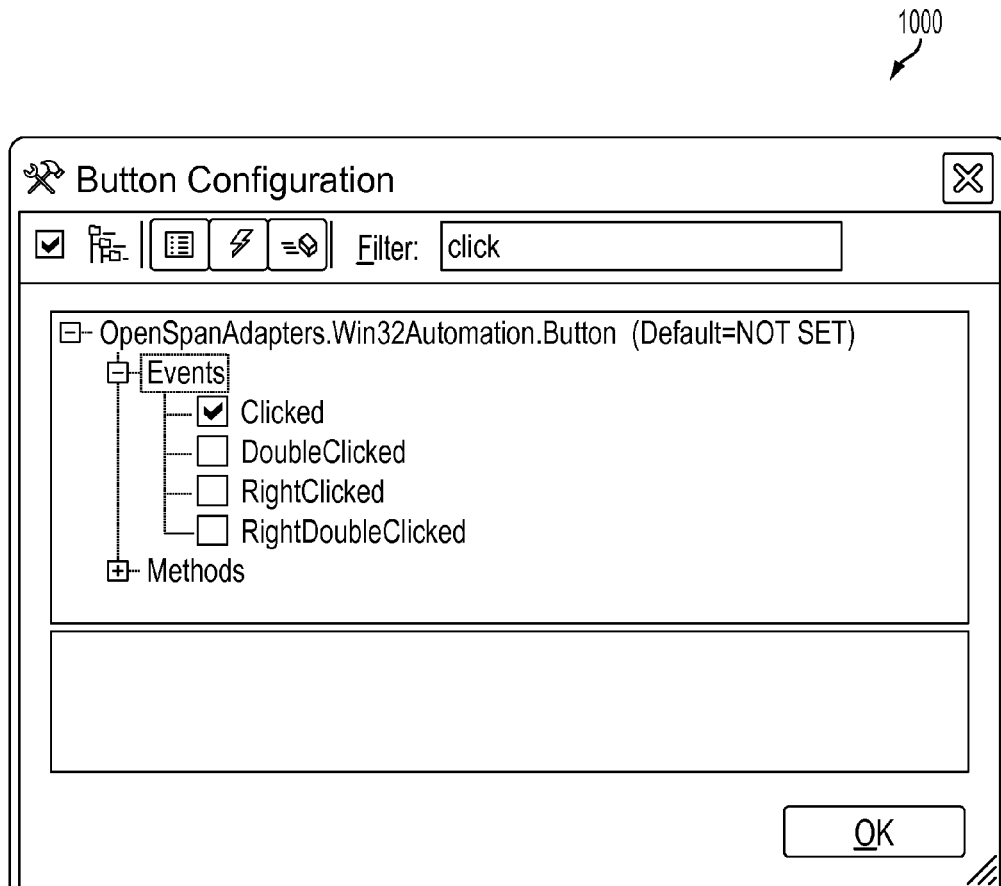 1000
Button Configuration
Filter: click
OpenSpanAdapters.Win32Automation.Button (Default=NOT SET)
Events
Clicked
DoubleClicked
RightClicked
RightDoubleClicked
Methods
OK